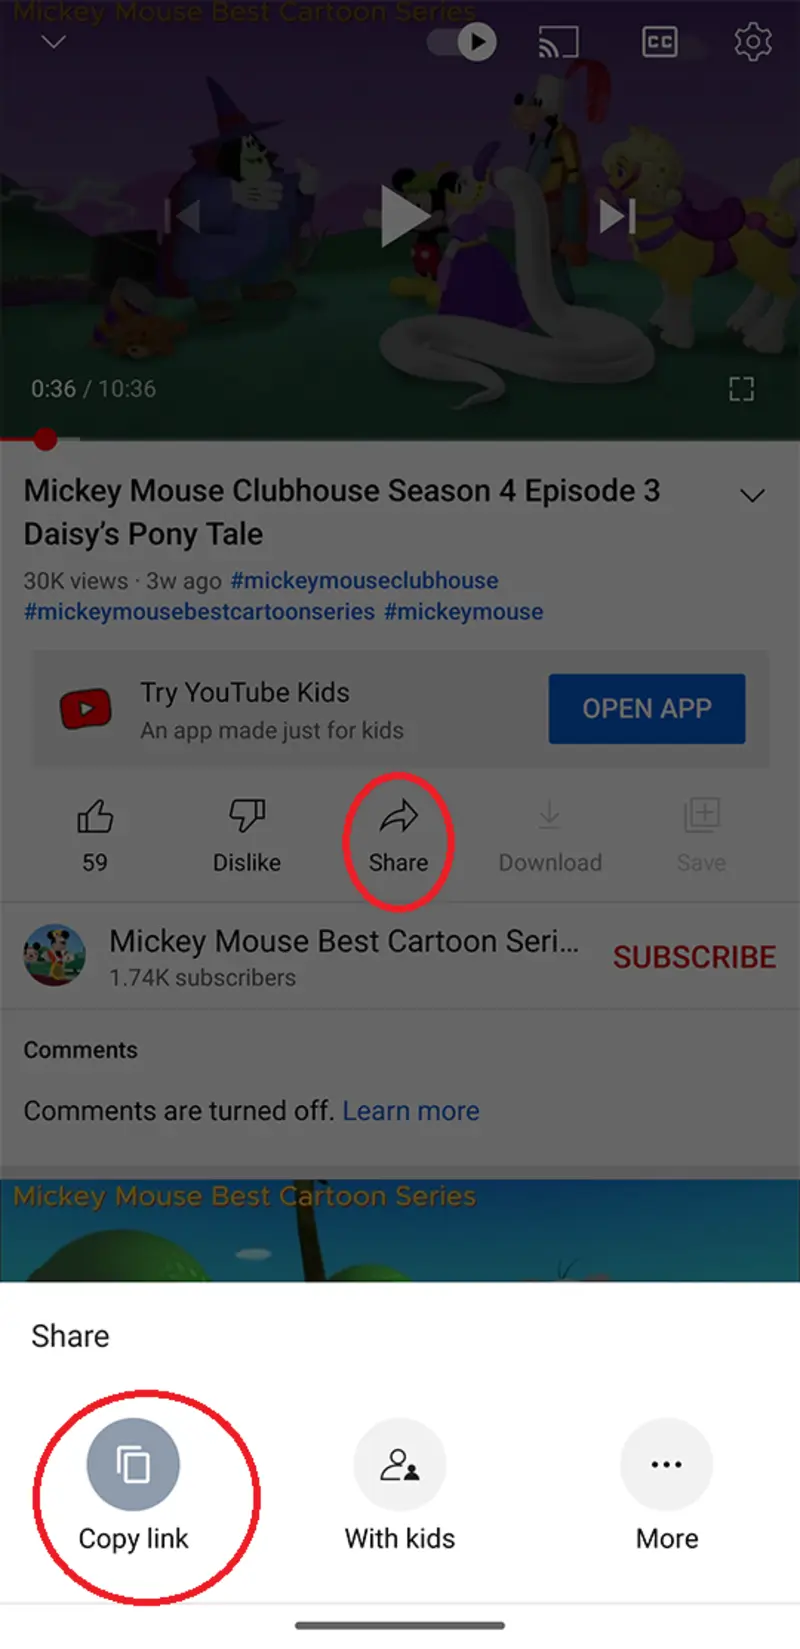 Mickey Mouse Best Cartoon Series
CC
0:36 / 10:36
Mickey Mouse Clubhouse Season 4 Episode 3
Daisy’s Pony Tale
30K views · 3w ago #mickeymouseclubhouse
#mickeymousebestcartoonseries #mickeymouse
Try YouTube Kids
An app made just for kids
OPEN APP
59
Dislike
Share
Download
Save
Mickey Mouse Best Cartoon Seri...
1.74K subscribers
SUBSCRIBE
Comments
Comments are turned off. Learn more
Mickey Mouse Best Cartoon Series
Share
Copy link
With kids
More